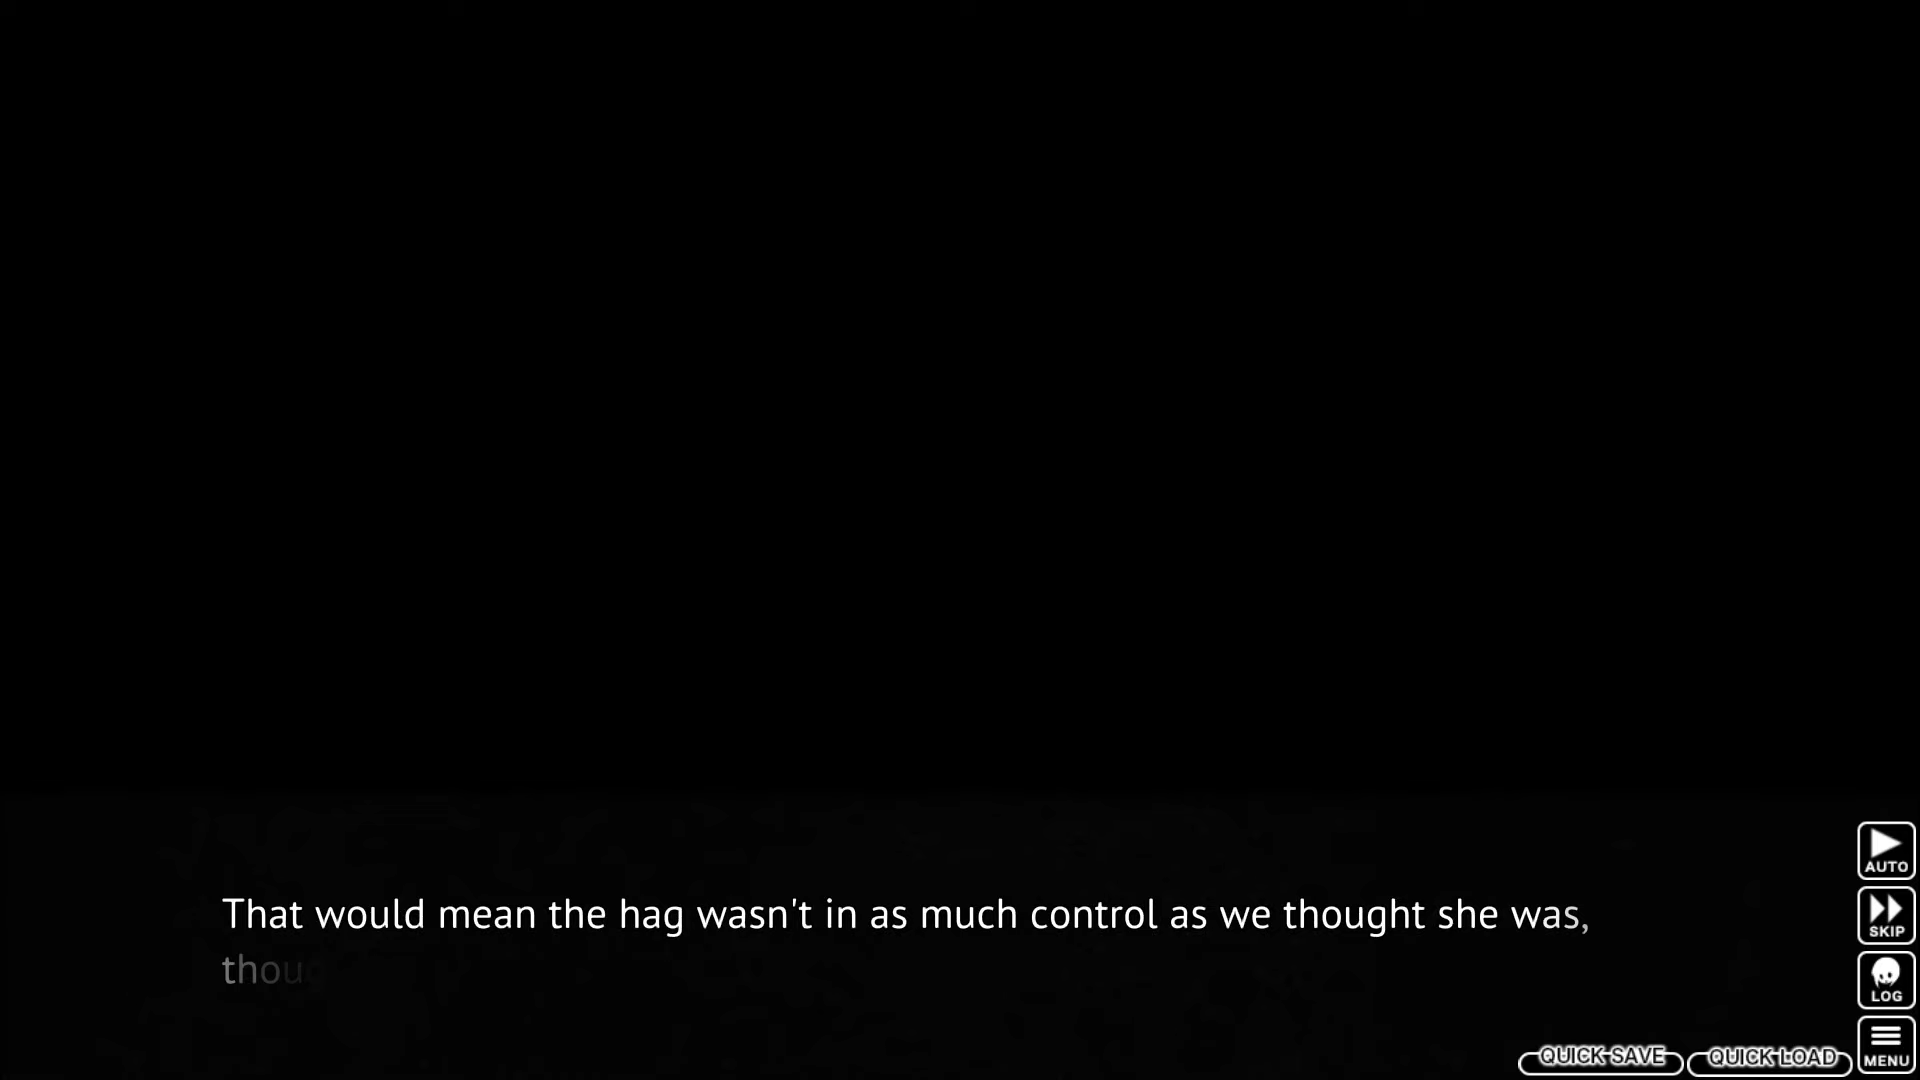 That would mean the hag wasn't in as much control as we thought she was,
thou
AUTO
SKIP
LOG
MENU
QUICK SAVE
QUICK LOAD